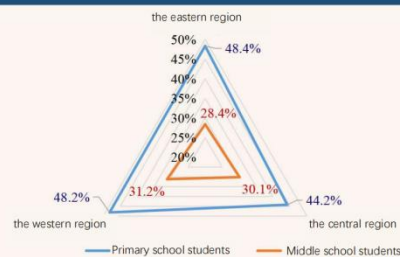 the eastern region
50%
48.4%
45%
40%
35%
30%
28.4%
25%
20%
48.2%
31.2%
30.1%
44.2%
the western region
the central region
Primary school students
Middle school students